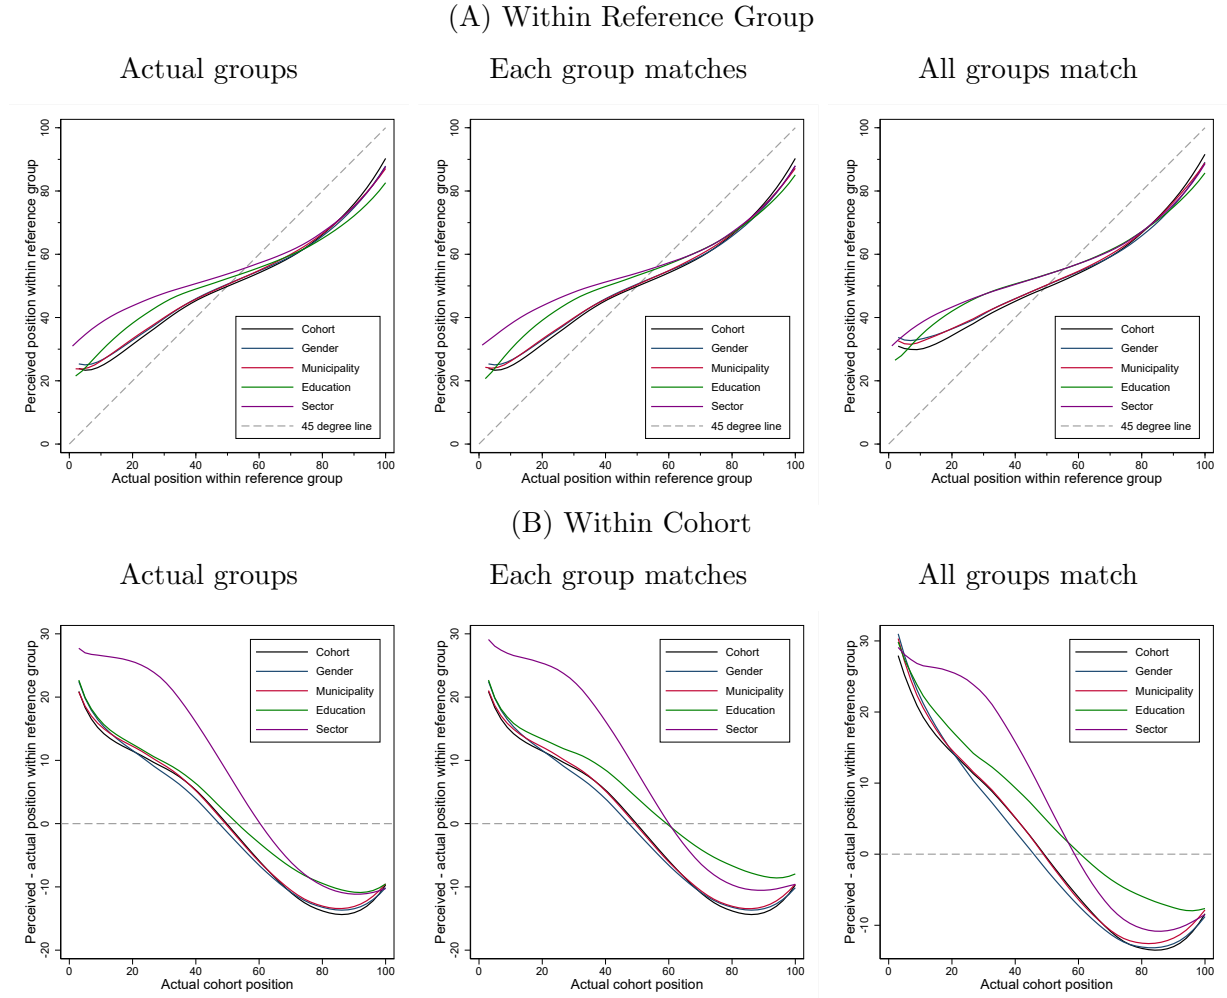 (A) Within Reference Group
Actual groups
Each group matches
All groups match
Perceived position within reference group
100
80
60
40
20
0
Cohort
Gender
Municipality
Education
Sector
45 degree line
0 20 40 60 80 100
Actual position within reference group
Perceived position within reference group
100
80
60
40
20
0
Cohort
Gender
Municipality
Education
Sector
45 degree line
0 20 40 60 80 100
Actual position within reference group
Perceived position within reference group
100
80
60
40
20
0
Cohort
Gender
Municipality
Education
Sector
45 degree line
0 20 40 60 80 100
Actual position within reference group
(B) Within Cohort
Actual groups
Each group matches
All groups match
Perceived - actual position within reference group
30
20
10
0
-10
-20
Cohort
Gender
Municipality
Education
Sector
0 20 40 60 80 100
Actual cohort position
Perceived - actual position within reference group
30
20
10
0
-10
-20
Cohort
Gender
Municipality
Education
Sector
0 20 40 60 80 100
Actual cohort position
Perceived - actual position within reference group
30
20
10
0
-10
Cohort
Gender
Municipality
Education
Sector
0 20 40 60 80 100
Actual cohort position